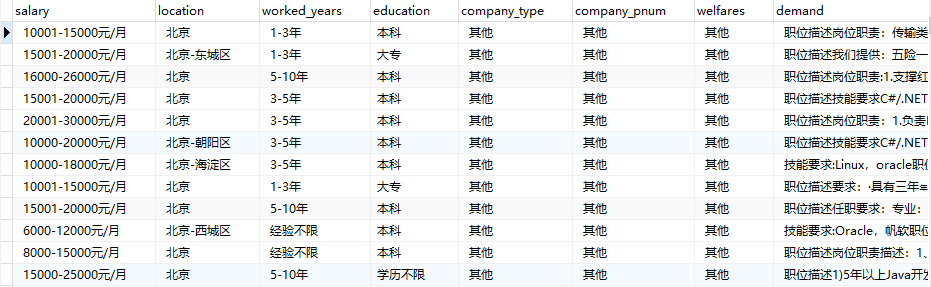 salary location worked_years education company_type company_pnum welfares demand
10001-15000元/月 北京 1-3年 本科 其他 其他 其他 职位描述岗位职责：传输类
15001-20000元/月 北京-东城区 1-3年 大专 其他 其他 其他 职位描述我们提供：五险一
16000-26000元/月 北京 5-10年 本科 其他 其他 其他 职位描述岗位职责:1.支撑红
15001-20000元/月 北京 3-5年 本科 其他 其他 其他 职位描述技能要求C#/.NET
20001-30000元/月 北京 3-5年 本科 其他 其他 其他 职位描述岗位职责：1.负责
10000-20000元/月 北京-朝阳区 3-5年 本科 其他 其他 其他 职位描述技能要求C#/.NET
10000-18000元/月 北京-海淀区 3-5年 本科 其他 其他 其他 技能要求:Linux，oracle职位
10001-15000元/月 北京 1-3年 大专 其他 其他 其他 职位描述要求：·具有三年
15001-20000元/月 北京 5-10年 本科 其他 其他 其他 职位描述任职要求：专业：
6000-12000元/月 北京-西城区 经验不限 本科 其他 其他 其他 技能要求:Oracle，帆软职位
8000-15000元/月 北京 经验不限 本科 其他 其他 其他 职位描述岗位职责描述：1、
15000-25000元/月 北京 5-10年 学历不限 其他 其他 其他 职位描述1)5年以上Java开发